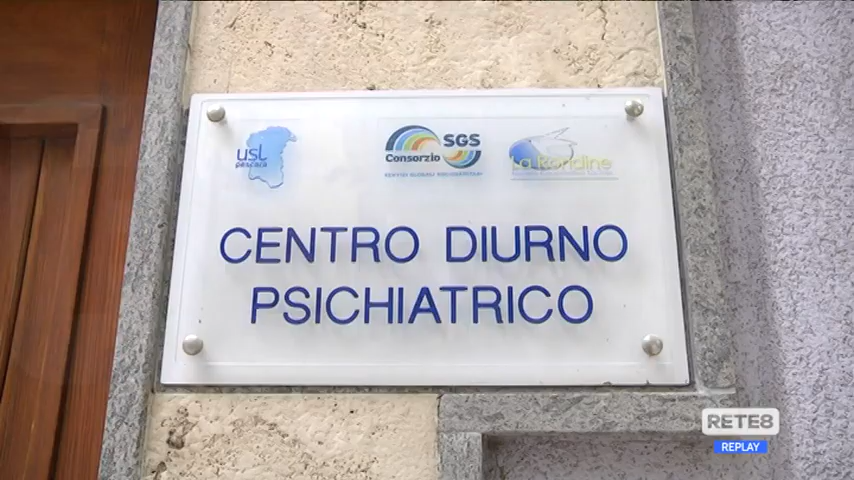 usl
pescara
SGS
Consorzio
La Rondine
CENTRO DIURNO
PSICHIATRICO
RETE8
REPLAY